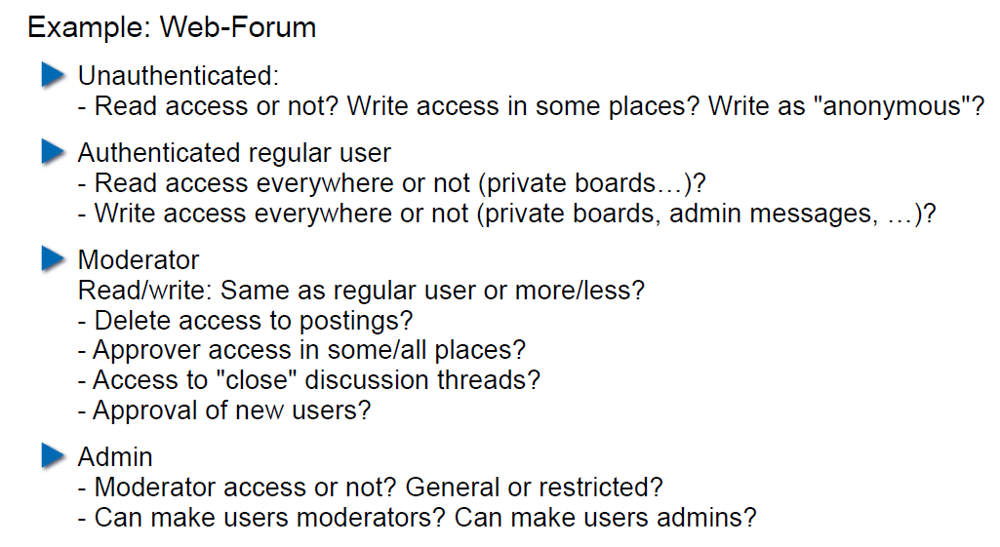 Example: Web-Forum
Unauthenticated:
- Read access or not? Write access in some places? Write as "anonymous"?
Authenticated regular user
- Read access everywhere or not (private boards…)?
- Write access everywhere or not (private boards, admin messages, …)?
Moderator
Read/write: Same as regular user or more/less?
- Delete access to postings?
- Approver access in some/all places?
- Access to "close" discussion threads?
- Approval of new users?
Admin
- Moderator access or not? General or restricted?
- Can make users moderators? Can make users admins?